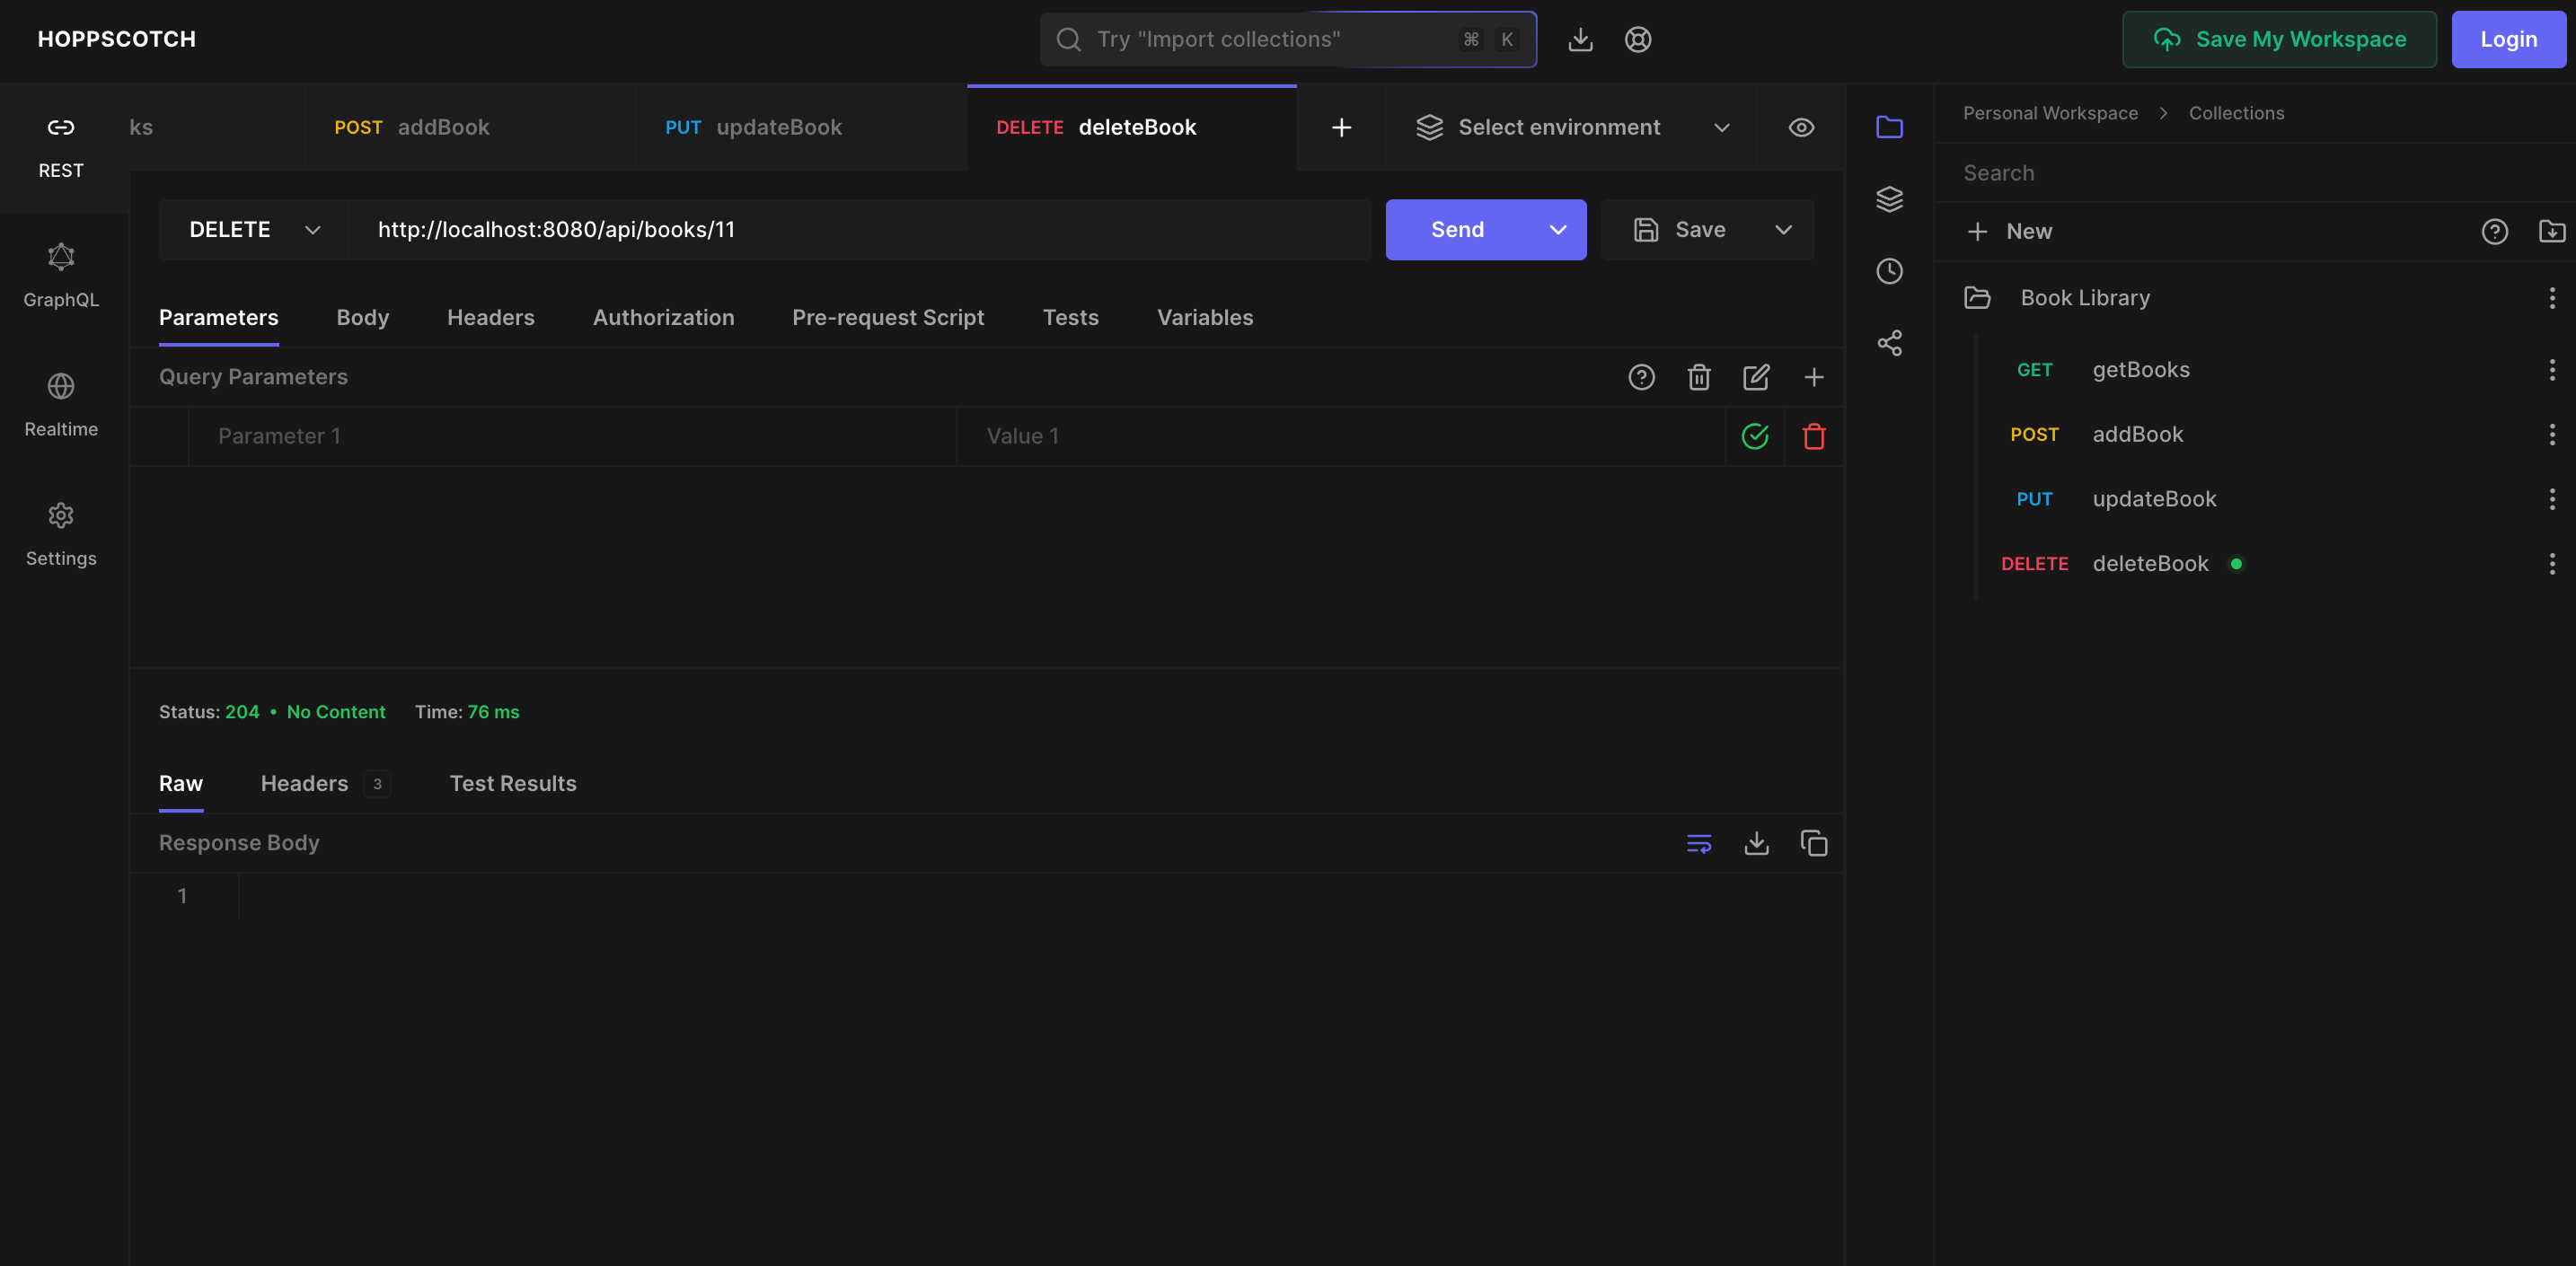 HOPPSCOTCH
Try "Import collections" ⌘ K
Save My Workspace
Login
REST
GraphQL
Realtime
Settings
ks
POST addBook
PUT updateBook
DELETE deleteBook
Select environment
DELETE
http://localhost:8080/api/books/11
Send
Save
Parameters Body Headers Authorization Pre-request Script Tests Variables
Query Parameters
Parameter 1 Value 1
Status: 204 • No Content Time: 76 ms
Raw Headers 3 Test Results
Response Body
1
Personal Workspace > Collections
Search
New
Book Library
GET getBooks
POST addBook
PUT updateBook
DELETE deleteBook